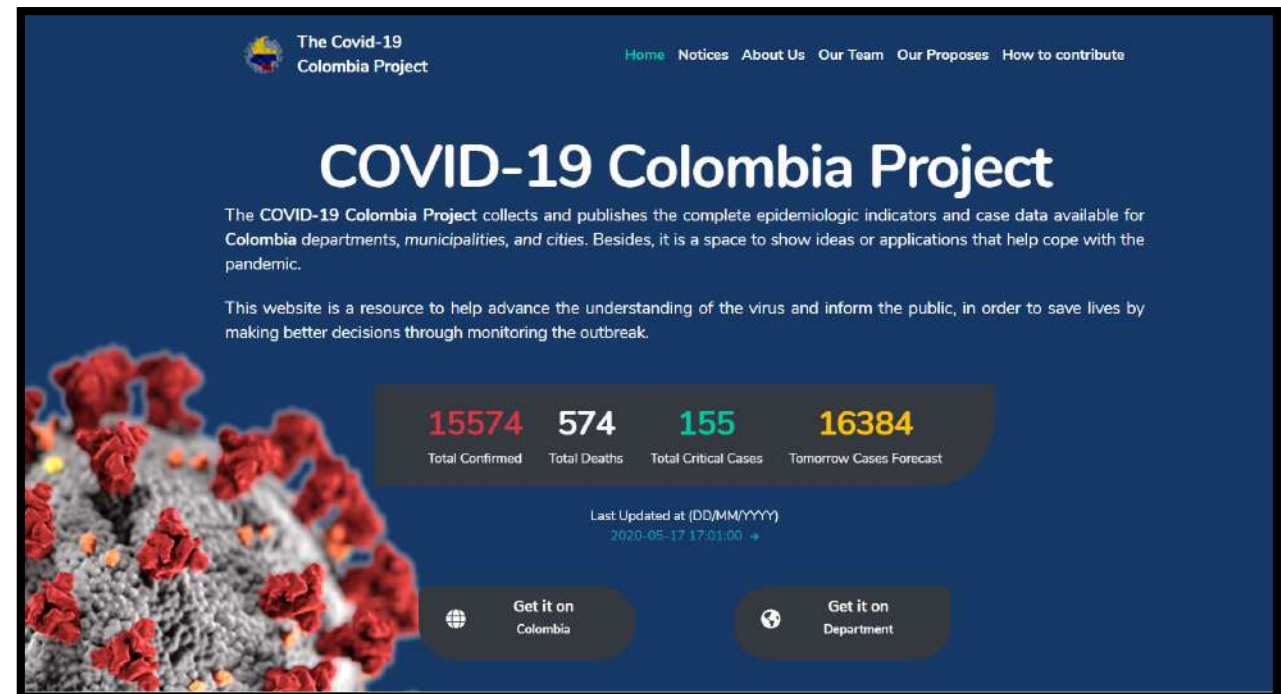 The Covid-19
Colombia Project
Home Notices About Us Our Team Our Proposes How to contribute
COVID-19 Colombia Project
The COVID-19 Colombia Project collects and publishes the complete epidemiologic indicators and case data available for
Colombia departments, municipalities, and cities. Besides, it is a space to show ideas or applications that help cope with the
pandemic.
This website is a resource to help advance the understanding of the virus and inform the public, in order to save lives by
making better decisions through monitoring the outbreak.
15574 574 155 16384
Total Confirmed Total Deaths Total Critical Cases Tomorrow Cases Forecast
Last Updated at (DD/MM/YYYY)
2020-05-17 17:01:00 →
Get it on Get it on
Colombia Department